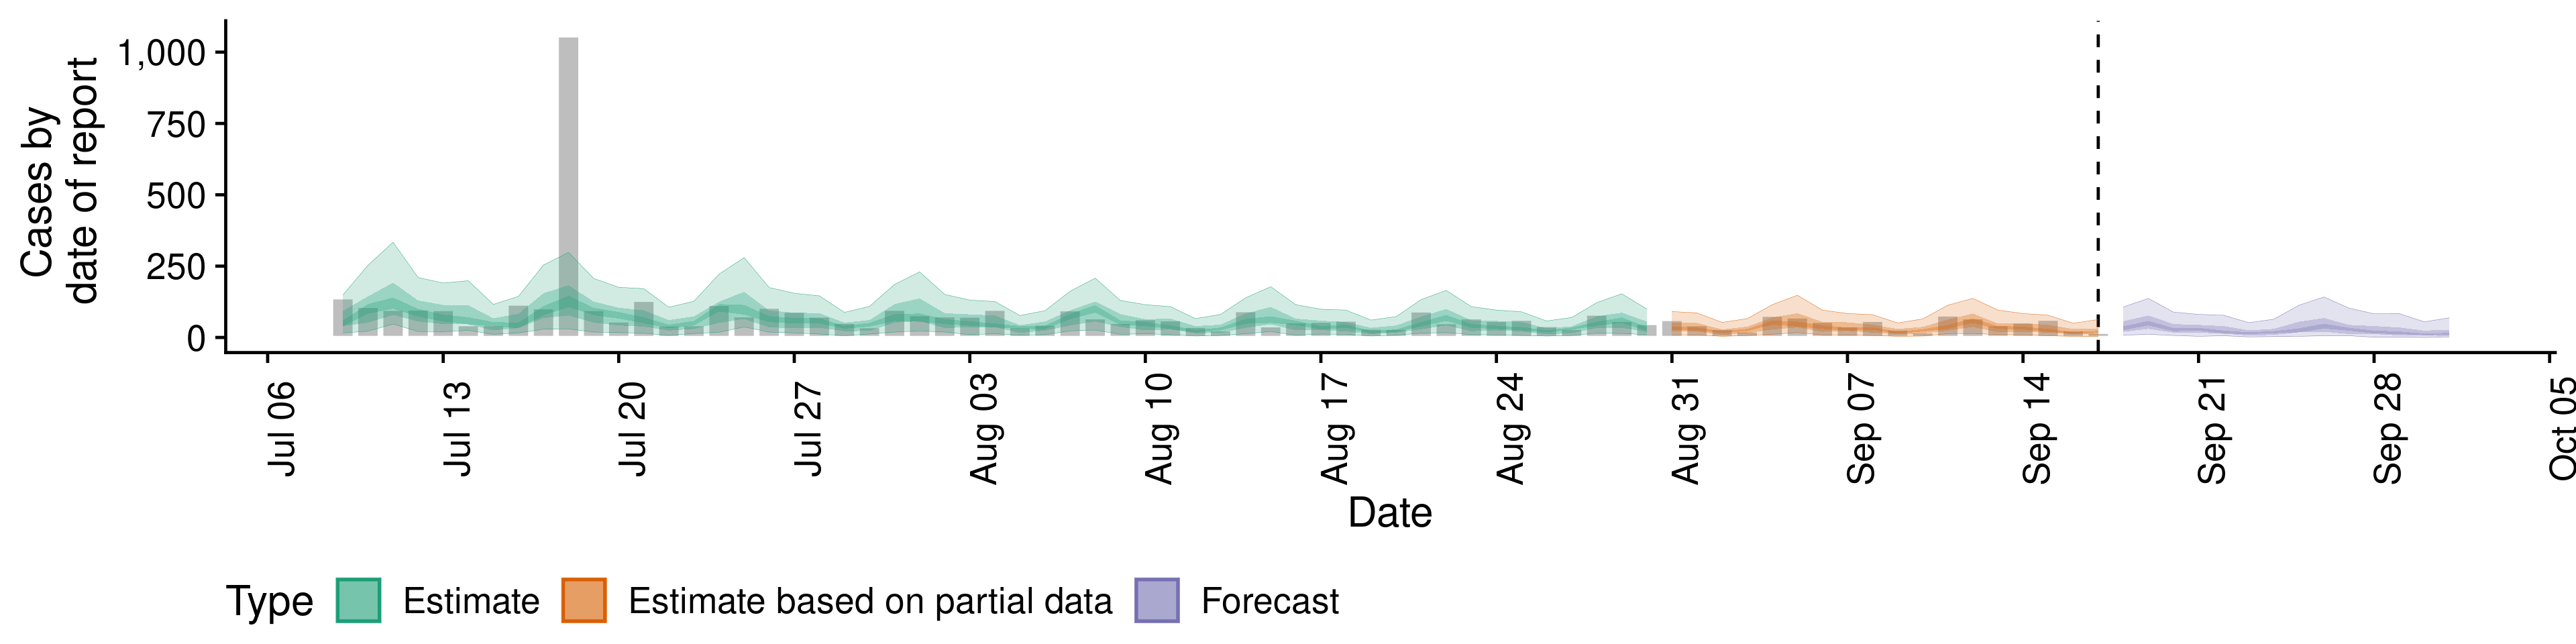 Cases by
date of report
1,000
750
500
250
0
Jul 06
Jul 13
Jul 20
Jul 27
Aug 03
Aug 10
Aug 17
Aug 24
Aug 31
Sep 07
Sep 14
Sep 21
Sep 28
Oct 05
Date
Type
Estimate
Estimate based on partial data
Forecast